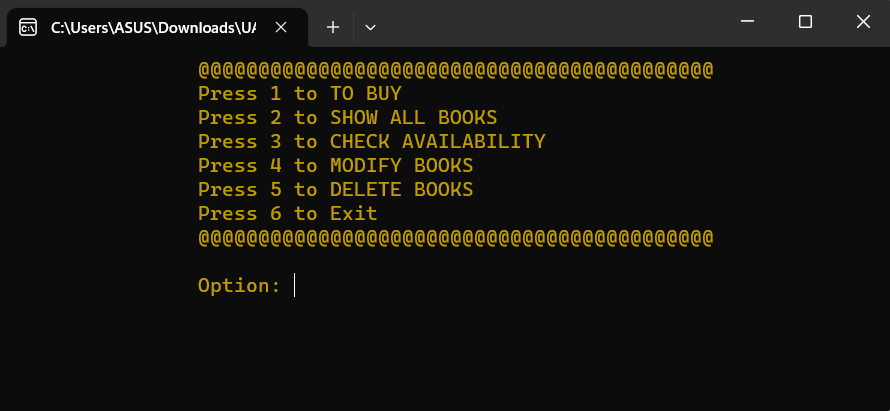 C:\Users\ASUS\Downloads\UA
@@@@@@@@@@@@@@@@@@@@@@@@@@@@@@@@@@@@@@@@@@@
Press 1 to TO BUY
Press 2 to SHOW ALL BOOKS
Press 3 to CHECK AVAILABILITY
Press 4 to MODIFY BOOKS
Press 5 to DELETE BOOKS
Press 6 to Exit
@@@@@@@@@@@@@@@@@@@@@@@@@@@@@@@@@@@@@@@@@@@
Option: